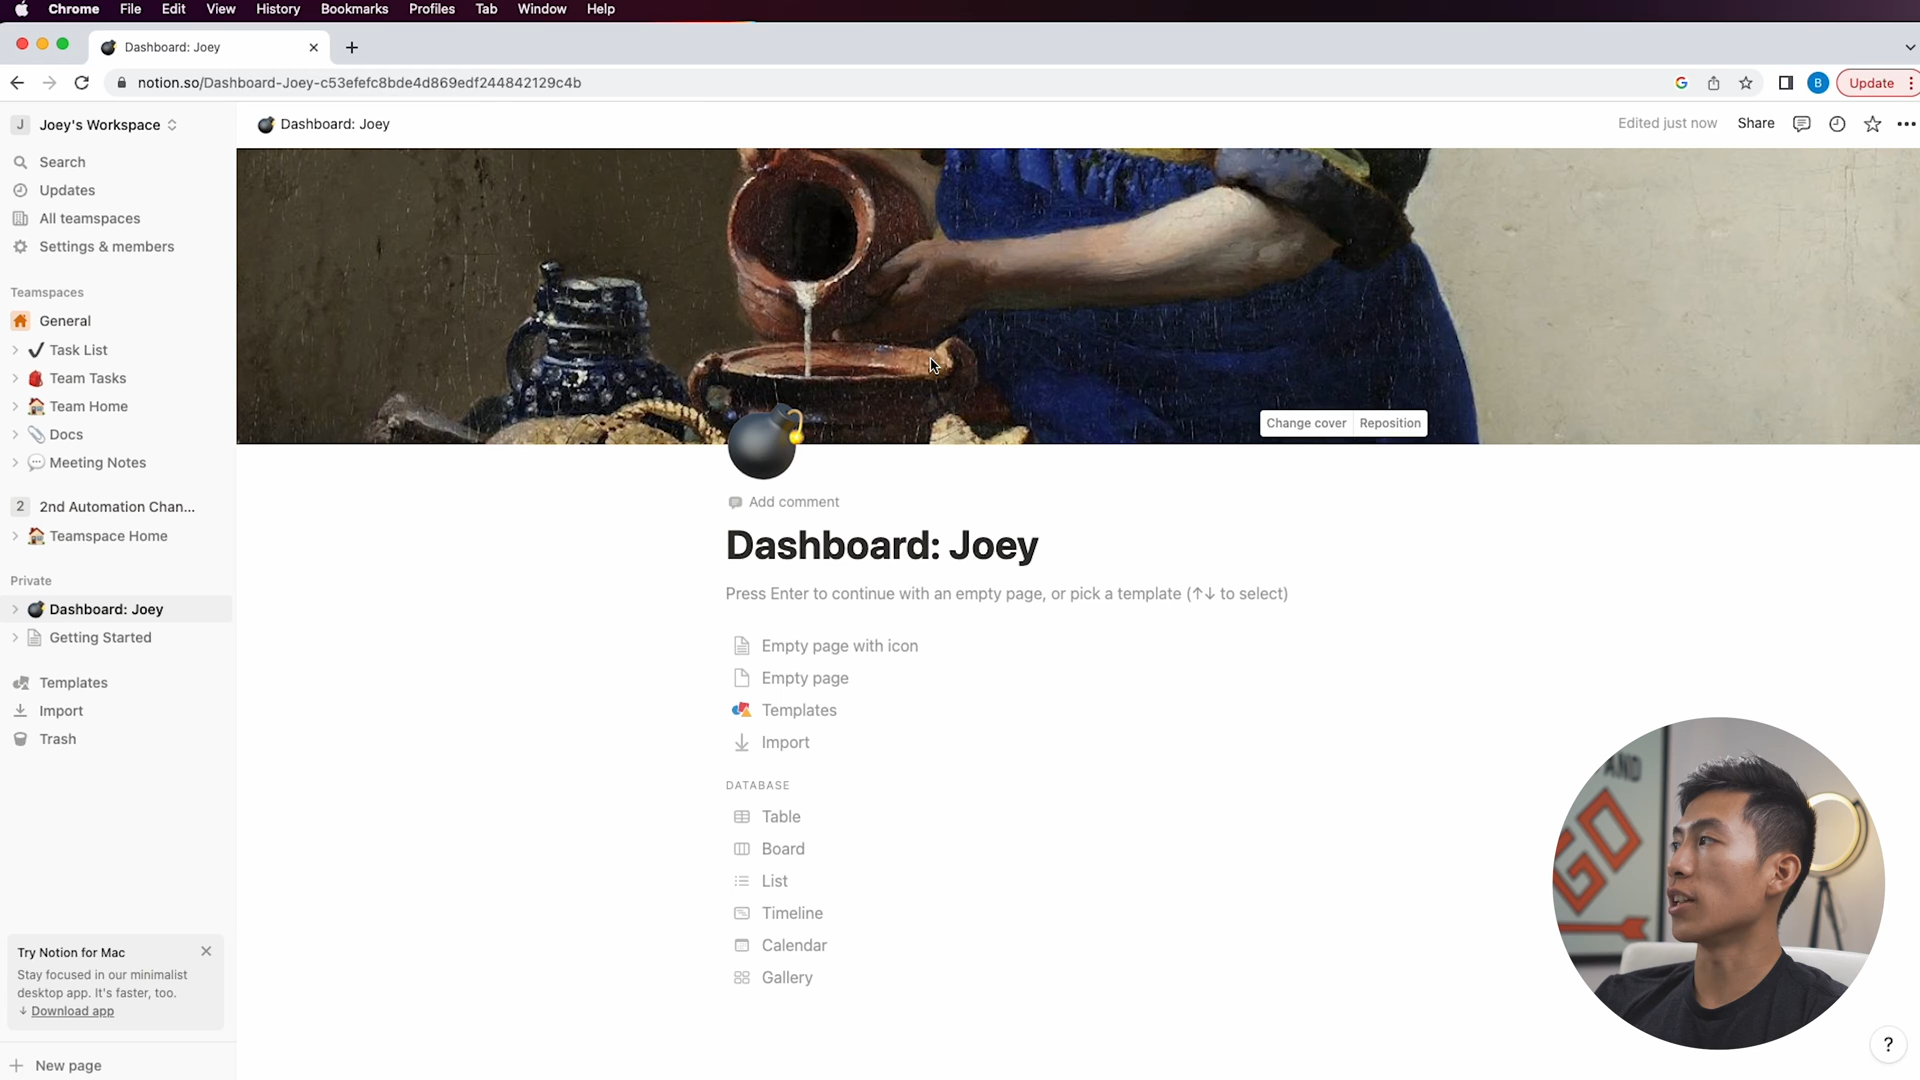 Chrome File Edit View History Bookmarks Profiles Tab Window Help
Dashboard: Joey
notion.so/Dashboard-Joey-c53efefc8bde4d869edf244842129c4b
B
Update
J Joey's Workspace
Dashboard: Joey
Edited just now
Share
Search
Updates
All teamspaces
Settings & members
Teamspaces
General
Task List
Team Tasks
Team Home
Docs
Meeting Notes
2 2nd Automation Chan...
Teamspace Home
Private
Dashboard: Joey
Getting Started
Templates
Import
Trash
Try Notion for Mac
Stay focused in our minimalist
desktop app. It's faster, too.
↓ Download app
+ New page
Change cover Reposition
Add comment
Dashboard: Joey
Press Enter to continue with an empty page, or pick a template (↑↓ to select)
Empty page with icon
Empty page
Templates
Import
DATABASE
Table
Board
List
Timeline
Calendar
Gallery
AND
GO
?